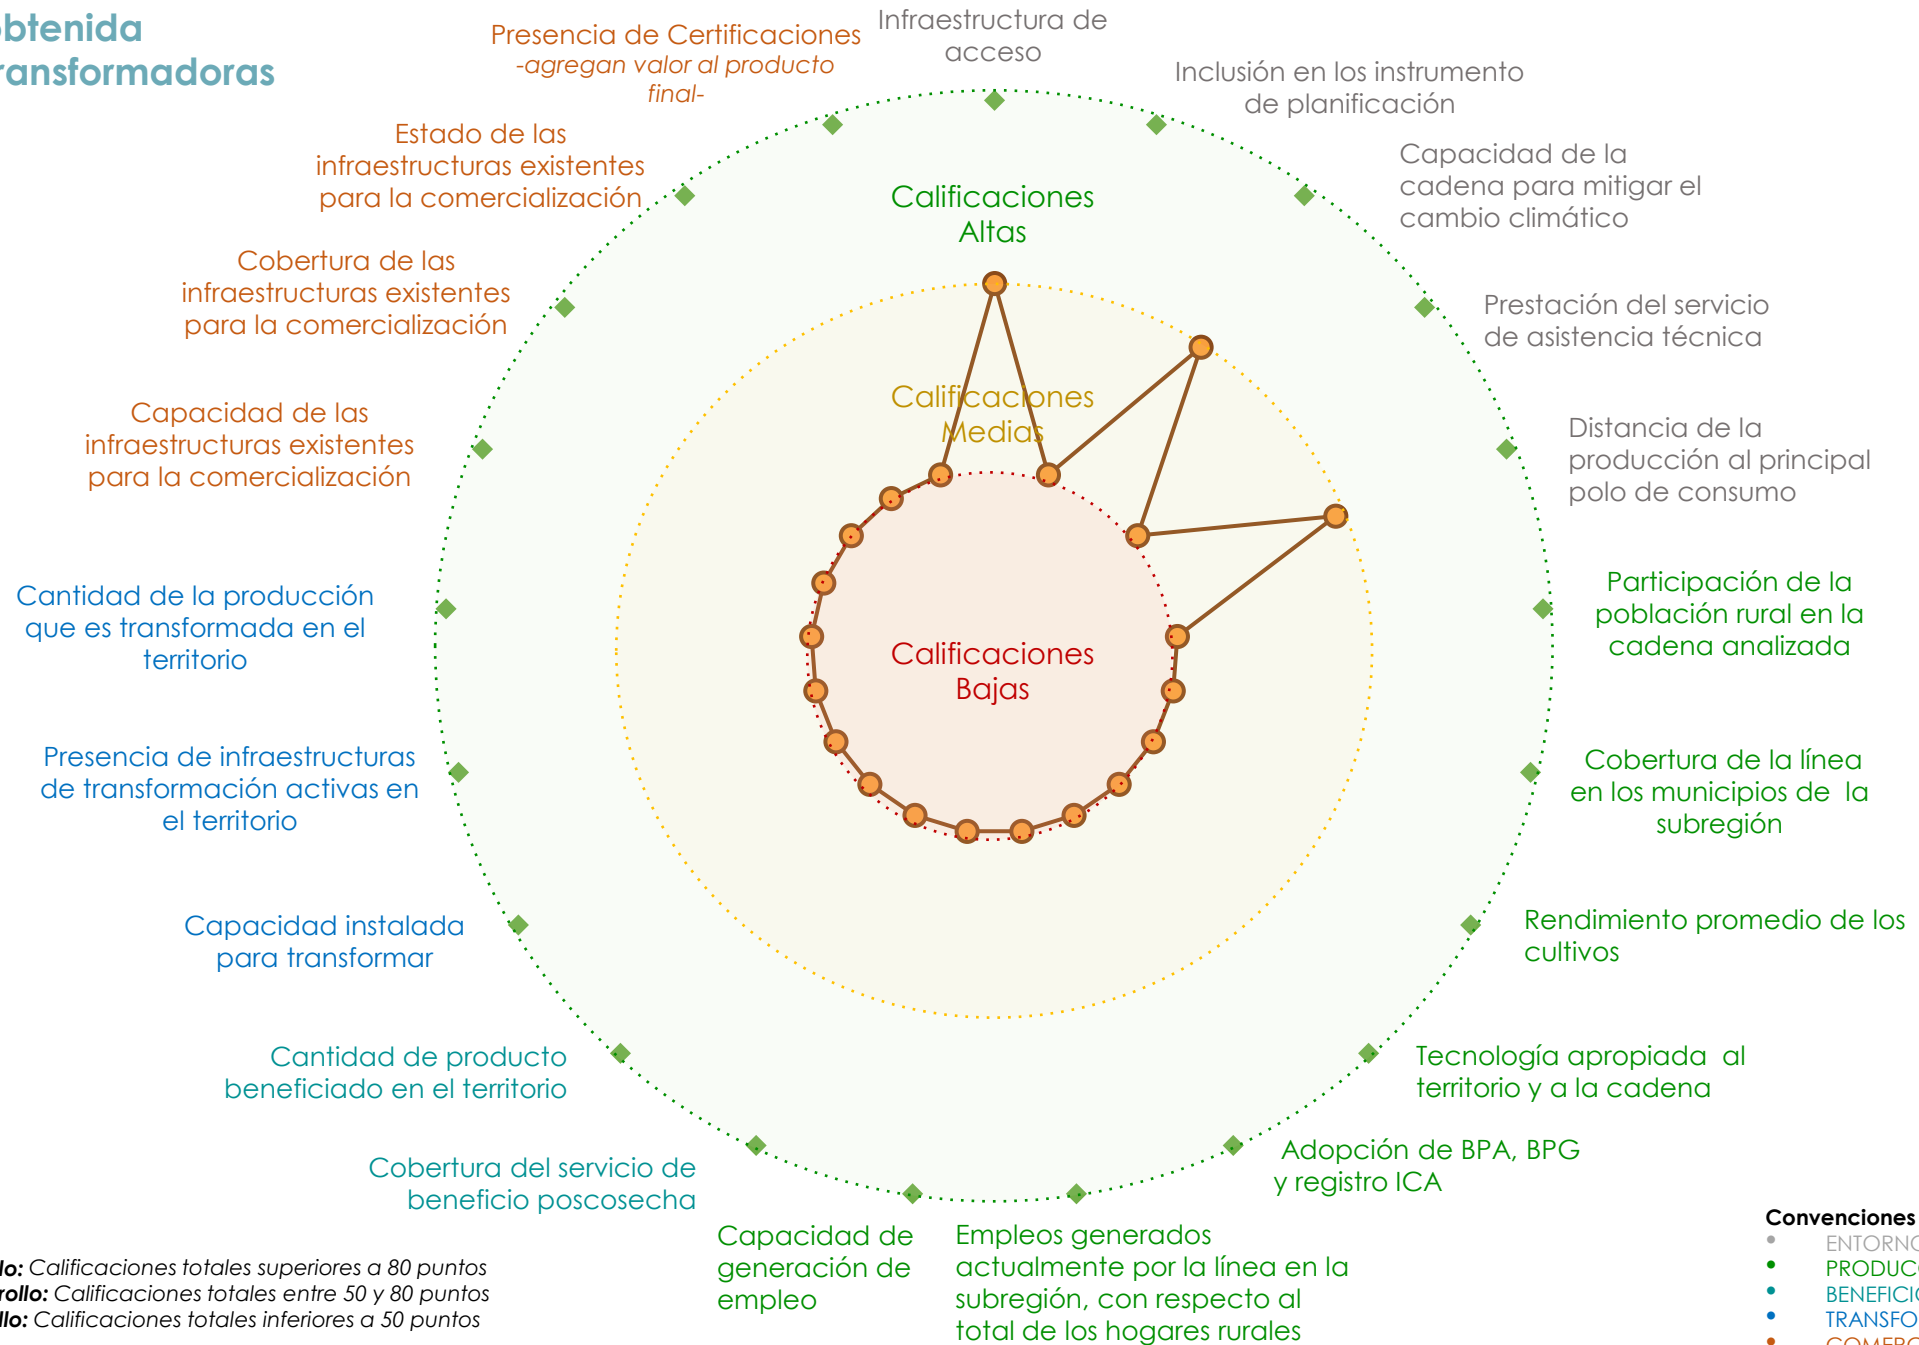 obtenida
transformadoras
Presencia de Certificaciones
-agregan valor al producto
final-
Infraestructura de
acceso
Inclusión en los instrumento
de planificación
Estado de las
infraestructuras existentes
para la comercialización
Capacidad de la
cadena para mitigar el
cambio climático
Calificaciones
Altas
Cobertura de las
infraestructuras existentes
para la comercialización
Prestación del servicio
de asistencia técnica
Calificaciones
Medias
Capacidad de las
infraestructuras existentes
para la comercialización
Distancia de la
producción al principal
polo de consumo
Cantidad de la producción
que es transformada en el
territorio
Participación de la
población rural en la
cadena analizada
Calificaciones
Bajas
Presencia de infraestructuras
de transformación activas en
el territorio
Cobertura de la línea
en los municipios de la
subregión
Capacidad instalada
para transformar
Rendimiento promedio de los
cultivos
Cantidad de producto
beneficiado en el territorio
Tecnología apropiada al
territorio y a la cadena
Cobertura del servicio de
beneficio poscosecha
Adopción de BPA, BPG
y registro ICA
Capacidad de
generación de
empleo
Empleos generados
actualmente por la línea en la
subregión, con respecto al
total de los hogares rurales
Calificaciones totales superiores a 80 puntos
Calificaciones totales entre 50 y 80 puntos
Calificaciones totales inferiores a 50 puntos
Convenciones
ENTORNO
PRODUCC
BENEFICIO
TRANSFO
COMERC